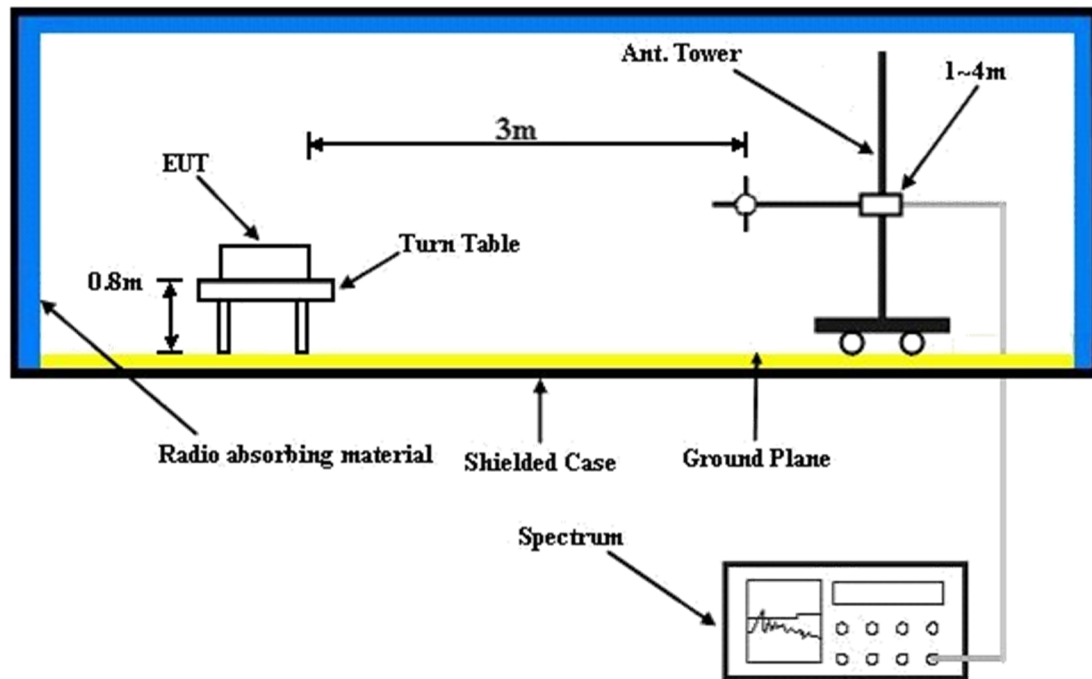 Ant. Tower
1~4m
3m
EUT
Turn Table
0.8m
Radio absorbing material
Shielded Case
Ground Plane
Spectrum